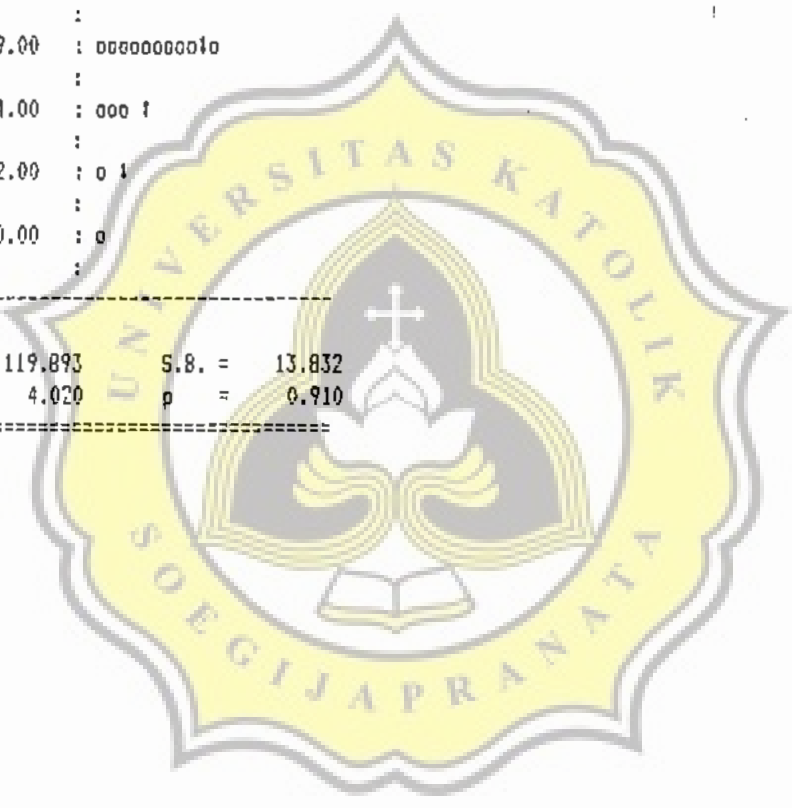 :
9.00 : oooooooooo!o
:
1.00 : ooo !
:
2.00 : o !
:
0.00 : o
:
--------------------------------
119.893 S.B. = 13.832
4.020 p = 0.910
================================
UNIVERSITAS KATOLIK
SOEGIJAPRANATA